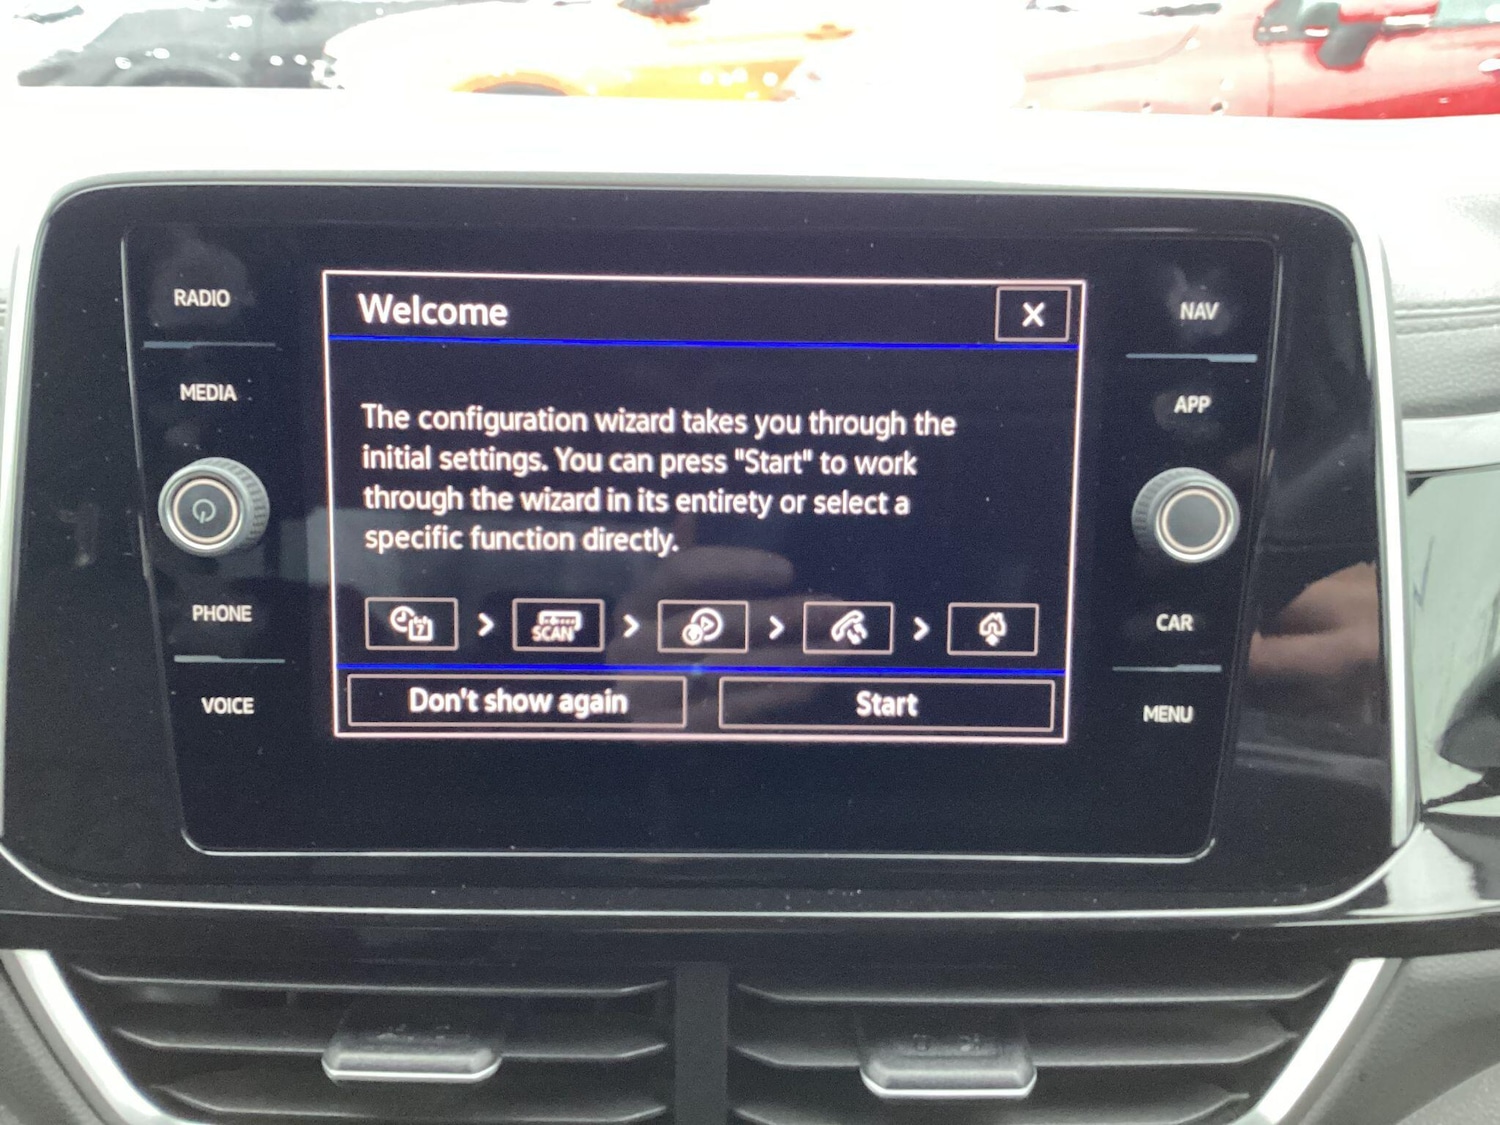 RADIO
MEDIA
PHONE
VOICE
Welcome
X
The configuration wizard takes you through the
initial settings. You can press "Start" to work
through the wizard in its entirety or select a
specific function directly.
7
SCAN
Don't show again
Start
NAV
APP
CAR
MENU